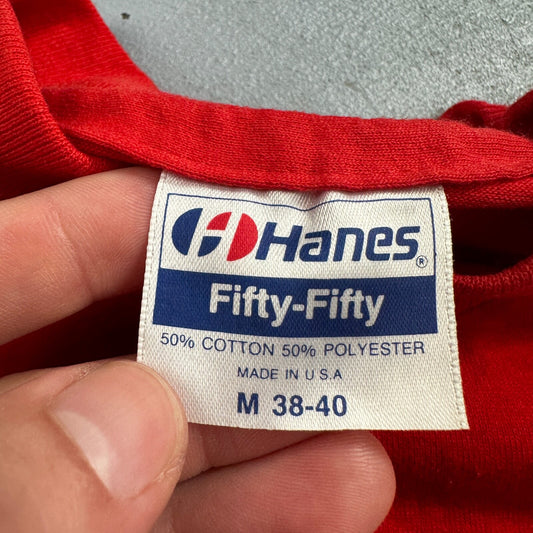 Hanes®
Fifty-Fifty
50% COTTON 50% POLYESTER
MADE IN U.S.A
M 38-40